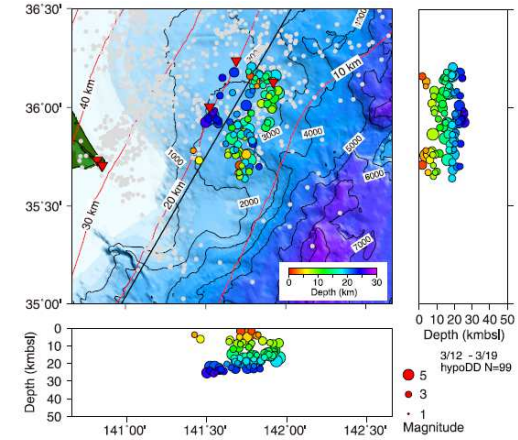 36°30'
36°00'
35°30'
35°00'
40 km
30 km
20 km
10 km
1000
2000
3000
4000
5000
6000
7000
0 5 10 15 20 25 30
Depth (km)
0 10 20 30 40 50
Depth (kmbsl)
0
10
20
30
40
50
Depth (kmbsl)
141°00' 141°30' 142°00' 142°30'
3/12 - 3/19
hypoDD N=99
5
3
1
Magnitude